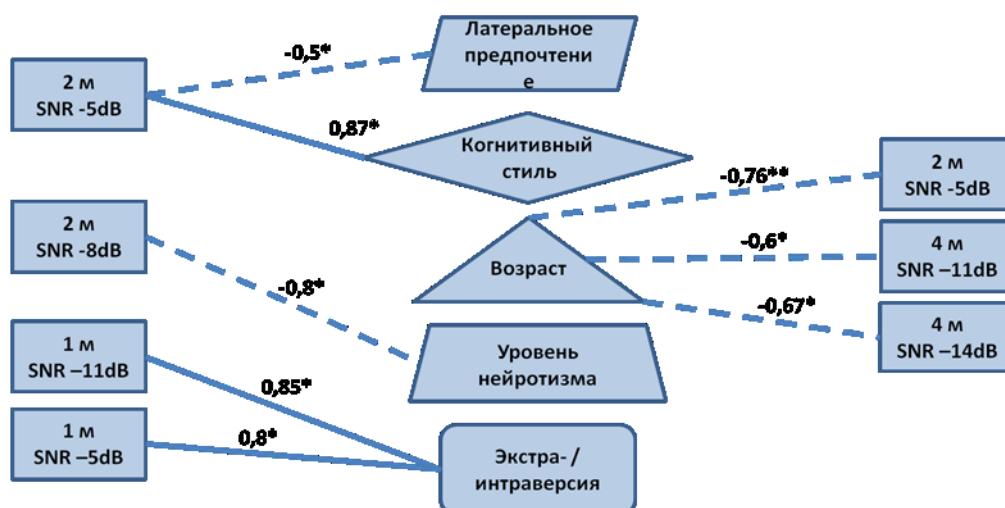 -0,5*
Латеральное
предпочтени
е
2 м
SNR -5dB
0,87*
Когнитивный
стиль
-0,76**
2 м
SNR -5dB
2 м
SNR -8dB
-0,8*
Возраст
-0,6*
4 м
SNR –11dB
-0,67*
4 м
SNR –14dB
1 м
SNR –11dB
Уровень
нейротизма
0,85*
1 м
SNR –5dB
0,8*
Экстра- /
интраверсия